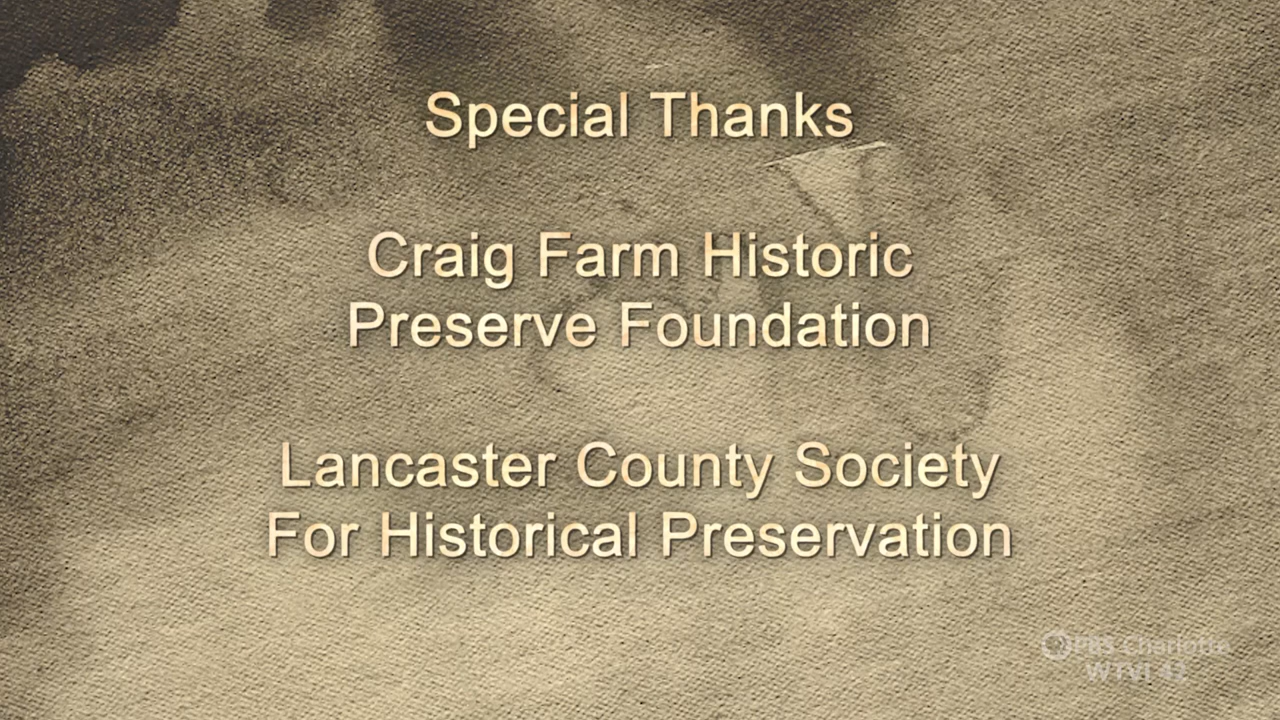 Special Thanks
Craig Farm Historic
Preserve Foundation
Lancaster County Society
For Historical Preservation
PBS Charlotte
WTVI 42